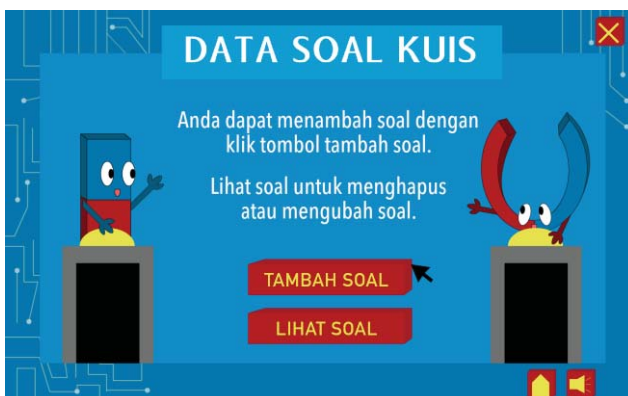 DATA SOAL KUIS
Anda dapat menambah soal dengan
klik tombol tambah soal.
Lihat soal untuk menghapus
atau mengubah soal.
TAMBAH SOAL
LIHAT SOAL